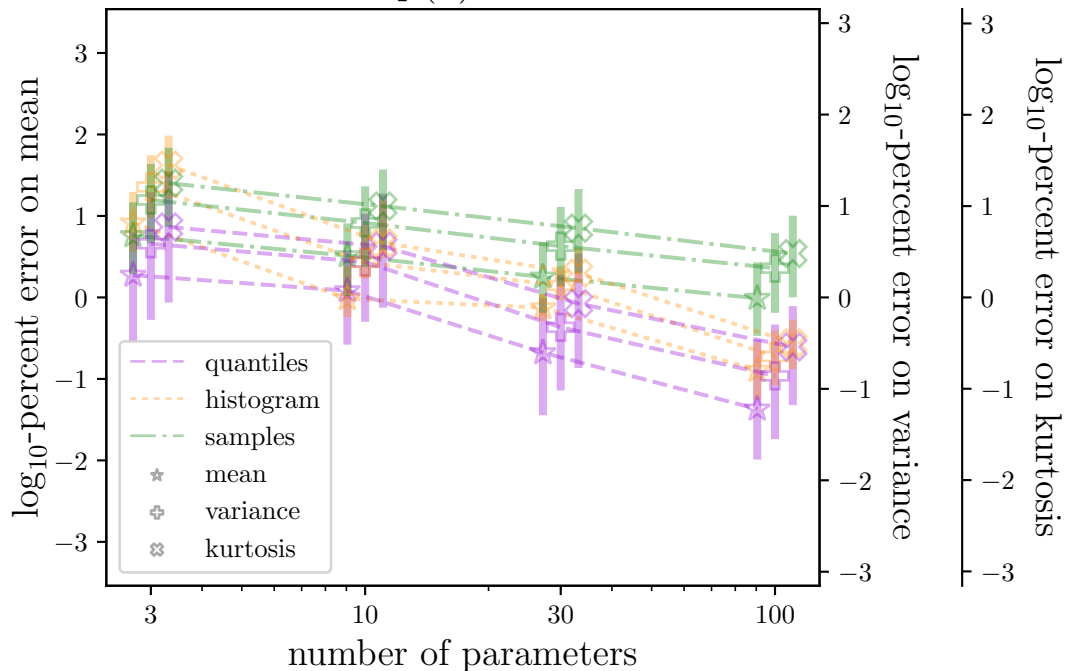 log₁₀-percent error on mean
3
2
1
0
−1
−2
−3
quantiles
histogram
samples
mean
variance
kurtosis
3
10
30
100
number of parameters
3
2
1
0
−1
−2
−3
log₁₀-percent error on variance
3
2
1
0
−1
−2
−3
log₁₀-percent error on kurtosis